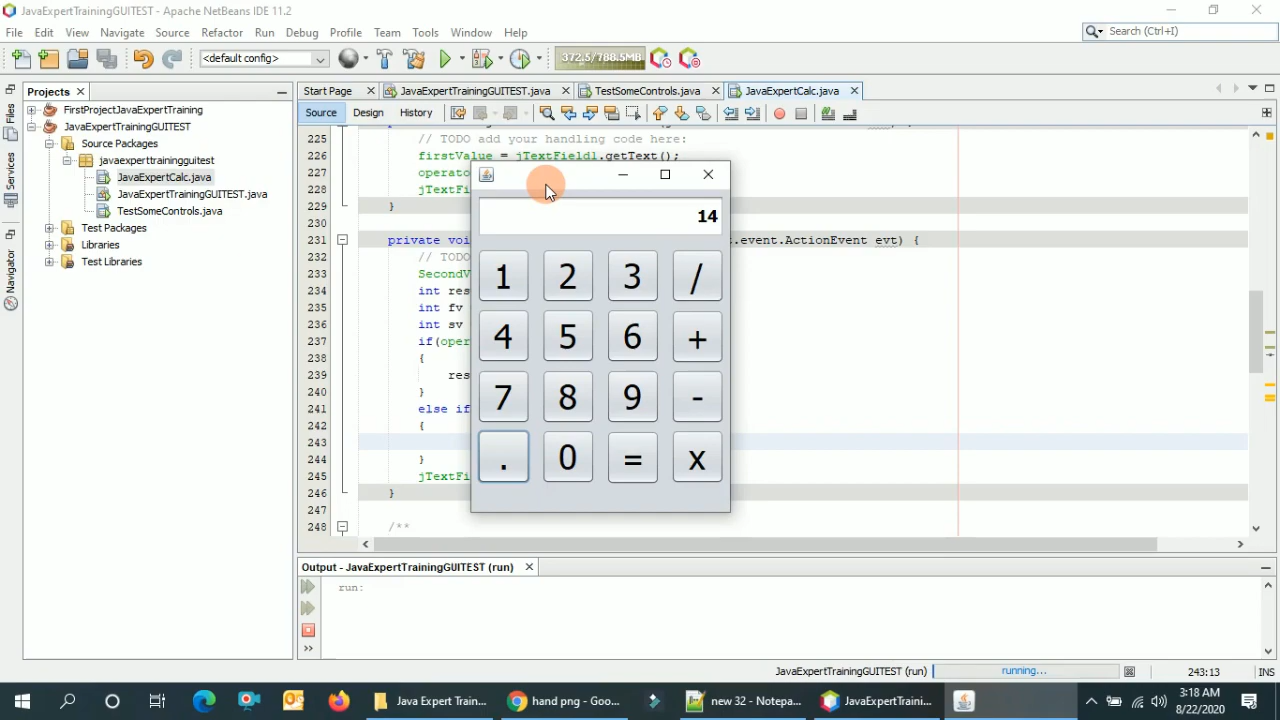 JavaExpertTrainingGUITEST - Apache NetBeans IDE 11.2
File Edit View Navigate Source Refactor Run Debug Profile Team Tools Window Help
Search (Ctrl+I)
<default config>
372.5/788.5MB
Projects
Start Page
JavaExpertTrainingGUITEST.java
TestSomeControls.java
JavaExpertCalc.java
Files
Services
Navigator
FirstProjectJavaExpertTraining
JavaExpertTrainingGUITEST
Source Packages
javaexperttrainingguitest
JavaExpertCalc.java
JavaExpertTrainingGUITEST.java
TestSomeControls.java
Test Packages
Libraries
Test Libraries
Source Design History
225 // TODO add your handling code here:
226 firstValue = jTextField1.getText();
227 operato
228 jTextFi
229 }
230
231 private voi .event.ActionEvent evt) {
232 // TODO
233 SecondV
234 int res
235 int fv
236 int sv
237 if(oper
238 {
239 res
240 }
241 else if
242 {
243
244 }
245 jTextFi
246 }
247
248 /**
14
1 2 3 /
4 5 6 +
7 8 9 -
. 0 = x
Output - JavaExpertTrainingGUITEST (run)
run:
JavaExpertTrainingGUITEST (run)
running...
243:13
INS
Java Expert Train...
hand png - Goo...
new 32 - Notepa...
JavaExpertTraini...
3:18 AM
8/22/2020